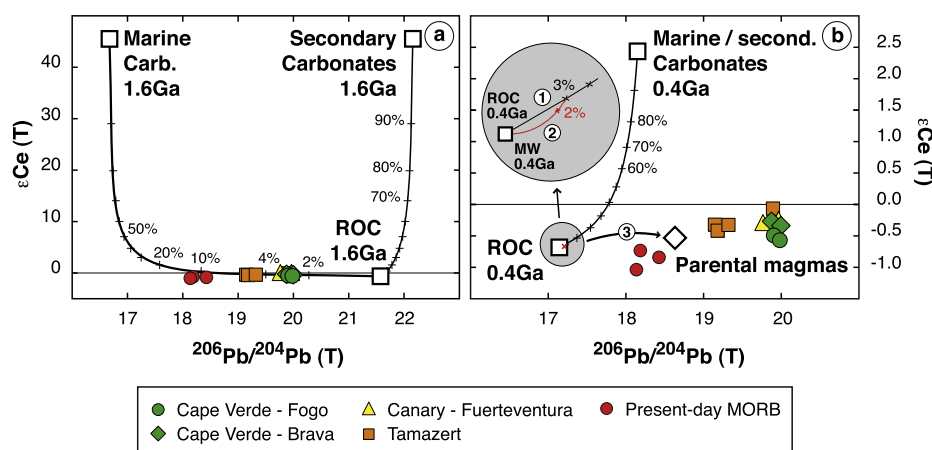 a
Marine
Carb.
1.6Ga
Secondary
Carbonates
1.6Ga
90%
80%
70%
50%
20%
10%
4%
2%
ROC
1.6Ga
40
30
20
10
0
εCe (T)
17
18
19
20
21
22
²⁰⁶Pb/²⁰⁴Pb (T)
b
Marine / second.
Carbonates
0.4Ga
ROC
0.4Ga
1
3%
2%
2
MW
0.4Ga
80%
70%
60%
ROC
0.4Ga
3
Parental magmas
2.5
2.0
1.5
1.0
0.5
0.0
-0.5
-1.0
εCe (T)
17
18
19
20
²⁰⁶Pb/²⁰⁴Pb (T)
Cape Verde - Fogo
Canary - Fuerteventura
Present-day MORB
Cape Verde - Brava
Tamazert